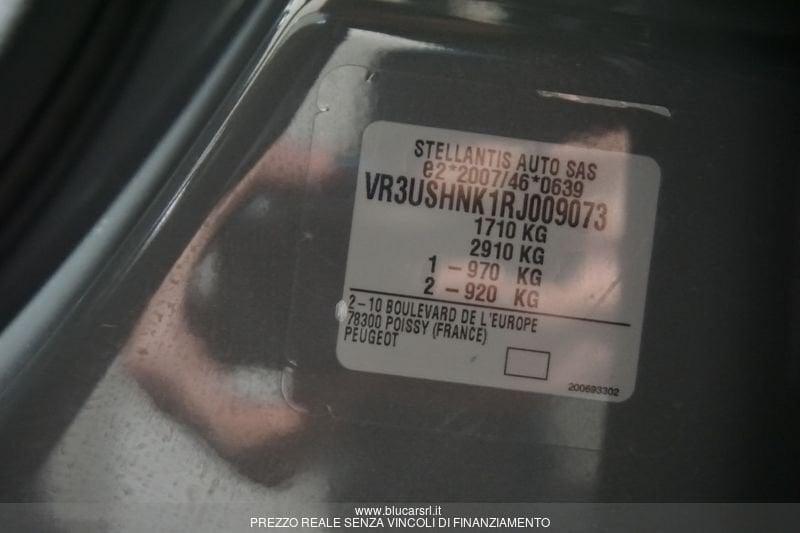 STELLANTIS AUTO SAS
e2*2007/46*0639
VR3USHNK1RJ009073
1710 KG
2910 KG
1 – 970 KG
2 – 920 KG
2–10 BOULEVARD DE L'EUROPE
78300 POISSY (FRANCE)
PEUGEOT
200693302
www.blucarsrl.it
PREZZO REALE SENZA VINCOLI DI FINANZIAMENTO